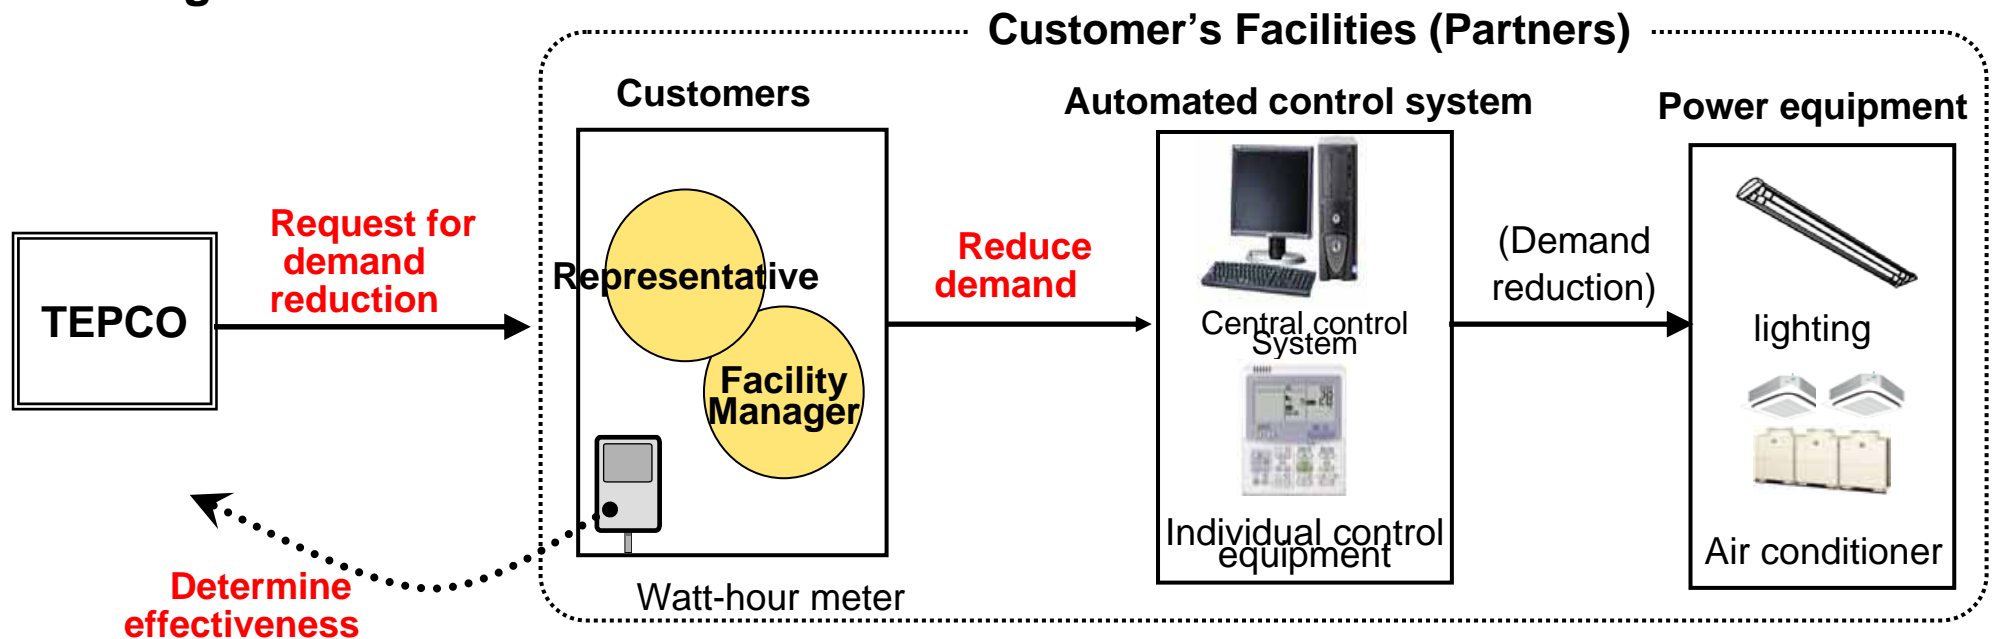 Customer’s Facilities (Partners)
Customers
Automated control system
Power equipment
TEPCO
Request for
demand
reduction
Representative
Facility
Manager
Reduce
demand
Central control
System
Individual control
equipment
(Demand
reduction)
lighting
Air conditioner
Watt-hour meter
Determine
effectiveness